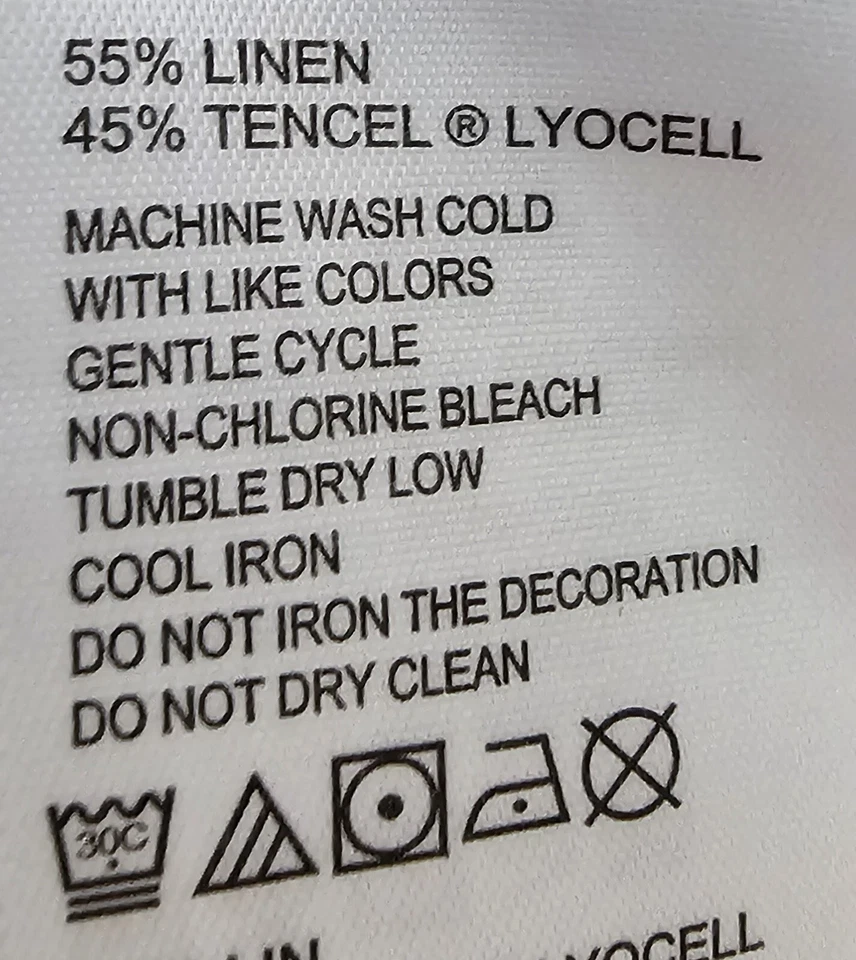 55% LINEN
45% TENCEL ® LYOCELL
MACHINE WASH COLD
WITH LIKE COLORS
GENTLE CYCLE
NON-CHLORINE BLEACH
TUMBLE DRY LOW
COOL IRON
DO NOT IRON THE DECORATION
DO NOT DRY CLEAN
30C